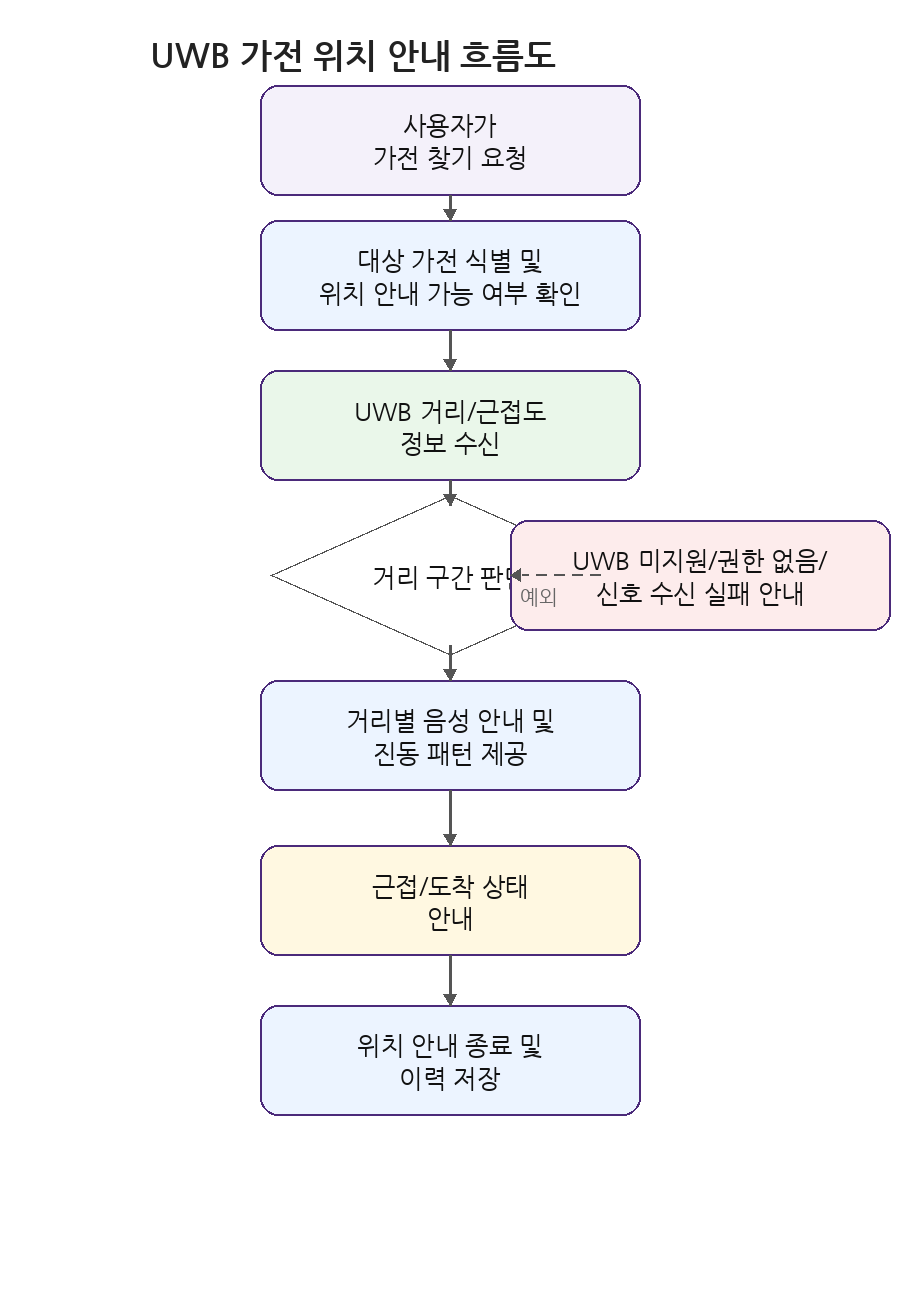 UWB 가전 위치 안내 흐름도
사용자가
가전 찾기 요청
대상 가전 식별 및
위치 안내 가능 여부 확인
UWB 거리/근접도
정보 수신
거리 구간
UWB 미지원/권한 없음/
신호 수신 실패 안내
예외
거리별 음성 안내 및
진동 패턴 제공
근접/도착 상태
안내
위치 안내 종료 및
이력 저장